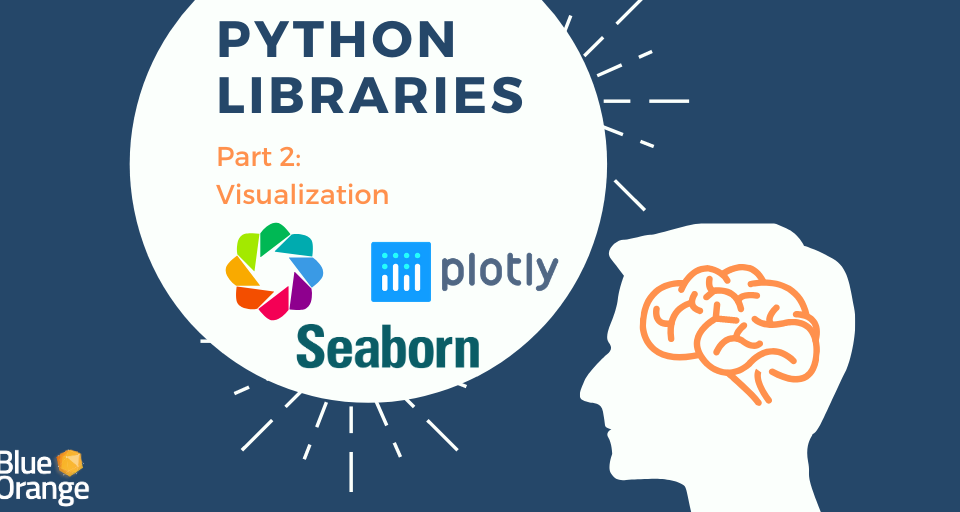 PYTHON
LIBRARIES
Part 2:
Visualization
plotly
Seaborn
Blue
Orange